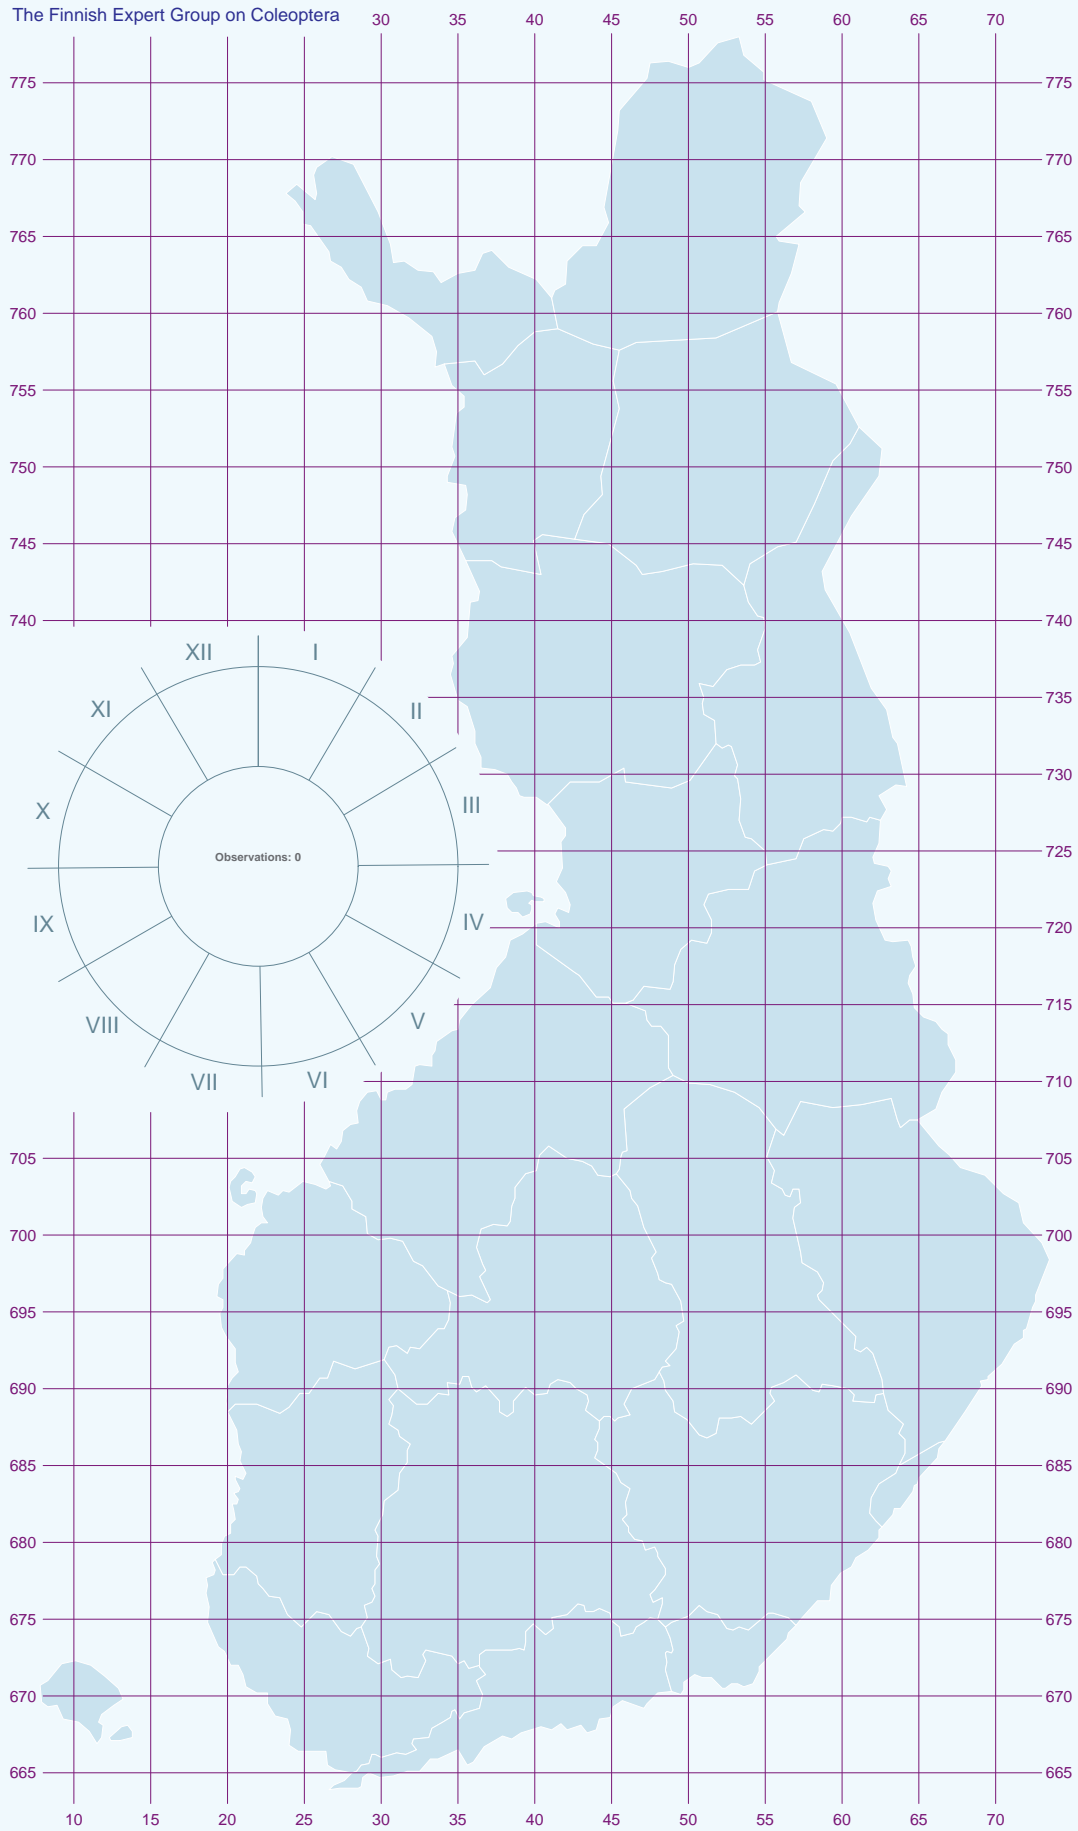 The Finnish Expert Group on Coleoptera
30 35 40 45 50 55 60 65 70
775 775
770 770
765 765
760 760
755 755
750 750
745 745
740 740
XII I
XI II
735
730
X III
Observations: 0
725
IX IV
720
715
VIII V
VII VI
710
705 705
700 700
695 695
690 690
685 685
680 680
675 675
670 670
665 665
10 15 20 25 30 35 40 45 50 55 60 65 70